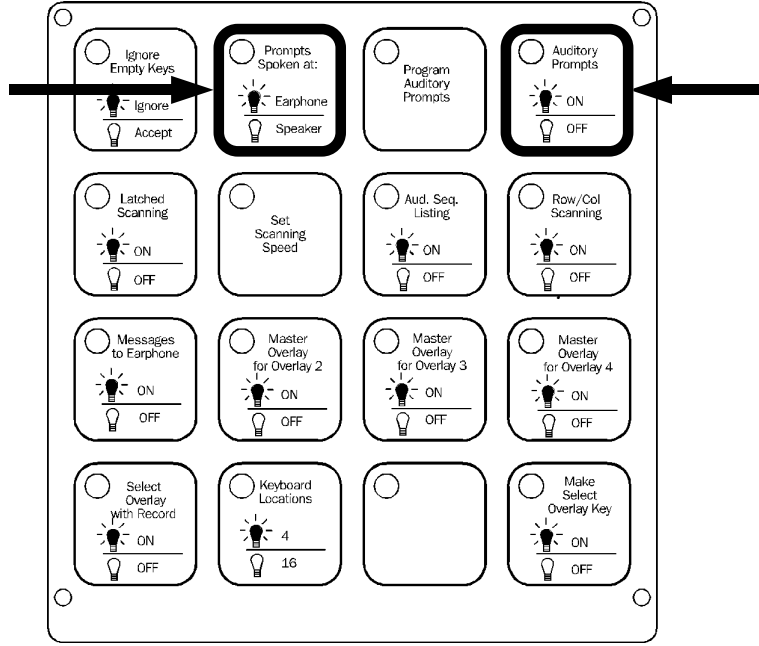 Ignore
Empty Keys
Ignore
Accept
Prompts
Spoken at:
Earphone
Speaker
Program
Auditory
Prompts
Auditory
Prompts
ON
OFF
Latched
Scanning
ON
OFF
Set
Scanning
Speed
Aud. Seq.
Listing
ON
OFF
Row/Col
Scanning
ON
OFF
Messages
to Earphone
ON
OFF
Master
Overlay
for Overlay 2
ON
OFF
Master
Overlay
for Overlay 3
ON
OFF
Master
Overlay
for Overlay 4
ON
OFF
Select
Overlay
with Record
ON
OFF
Keyboard
Locations
4
16
Make
Select
Overlay Key
ON
OFF